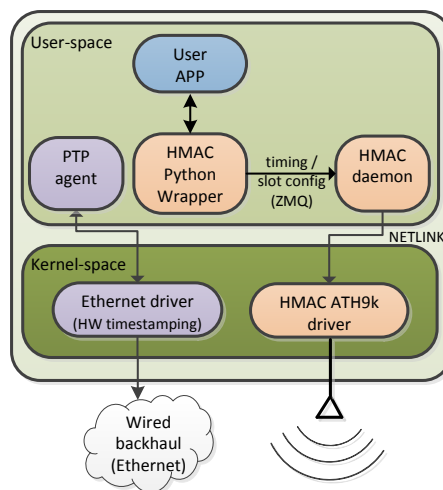 User-space
User
APP
PTP
agent
HMAC
Python
Wrapper
timing /
slot config
(ZMQ)
HMAC
daemon
NETLINK
Kernel-space
Ethernet driver
(HW timestamping)
HMAC ATH9k
driver
Wired
backhaul
(Ethernet)